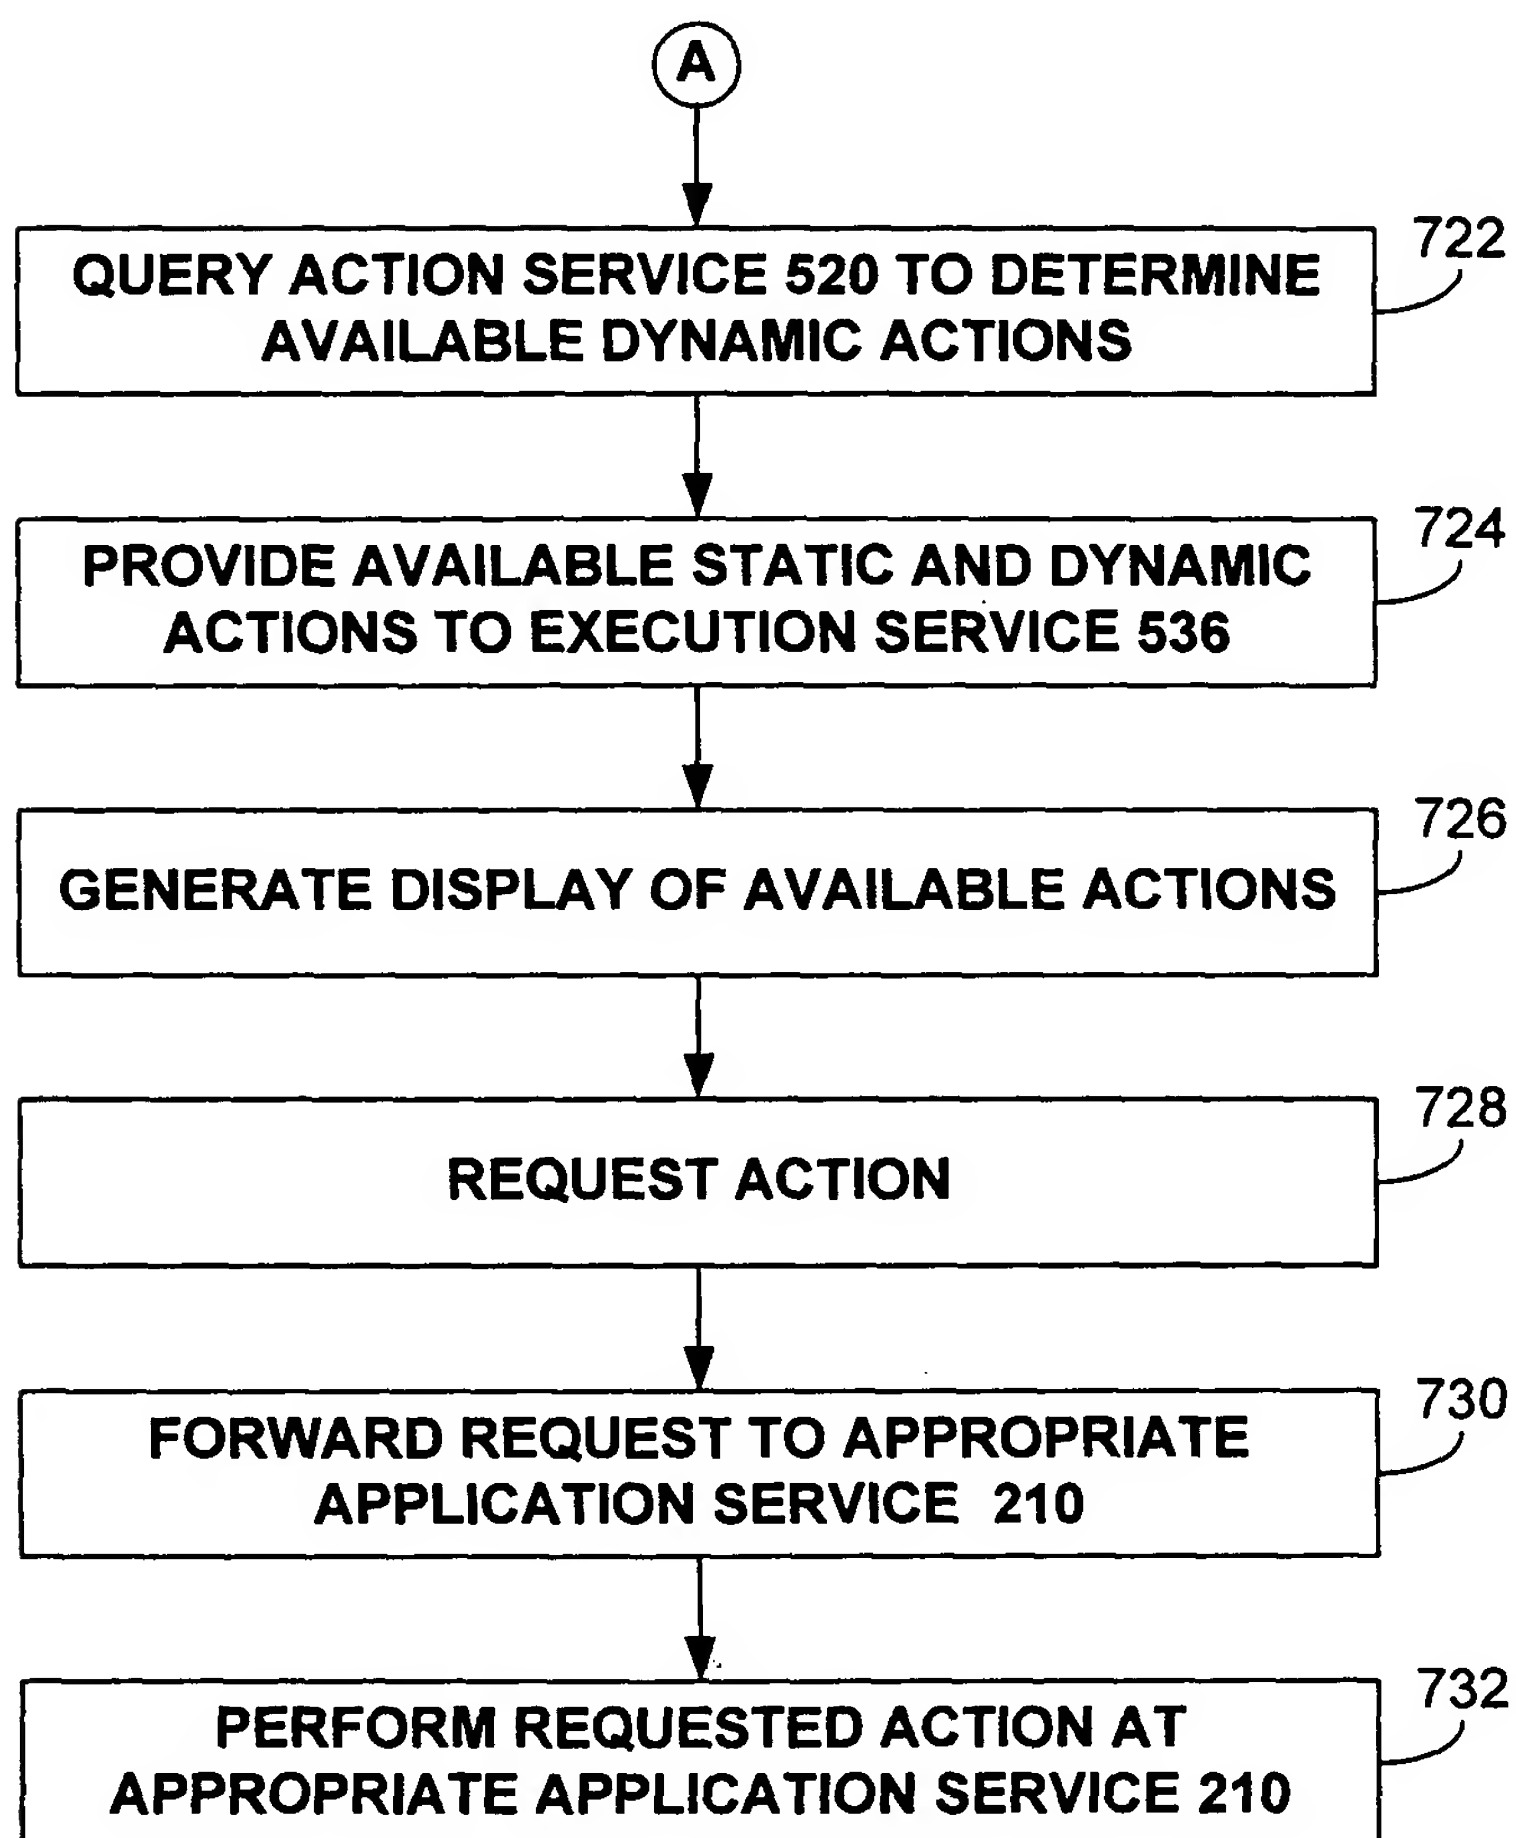 A
722
QUERY ACTION SERVICE 520 TO DETERMINE
AVAILABLE DYNAMIC ACTIONS
724
PROVIDE AVAILABLE STATIC AND DYNAMIC
ACTIONS TO EXECUTION SERVICE 536
726
GENERATE DISPLAY OF AVAILABLE ACTIONS
728
REQUEST ACTION
730
FORWARD REQUEST TO APPROPRIATE
APPLICATION SERVICE 210
732
PERFORM REQUESTED ACTION AT
APPROPRIATE APPLICATION SERVICE 210